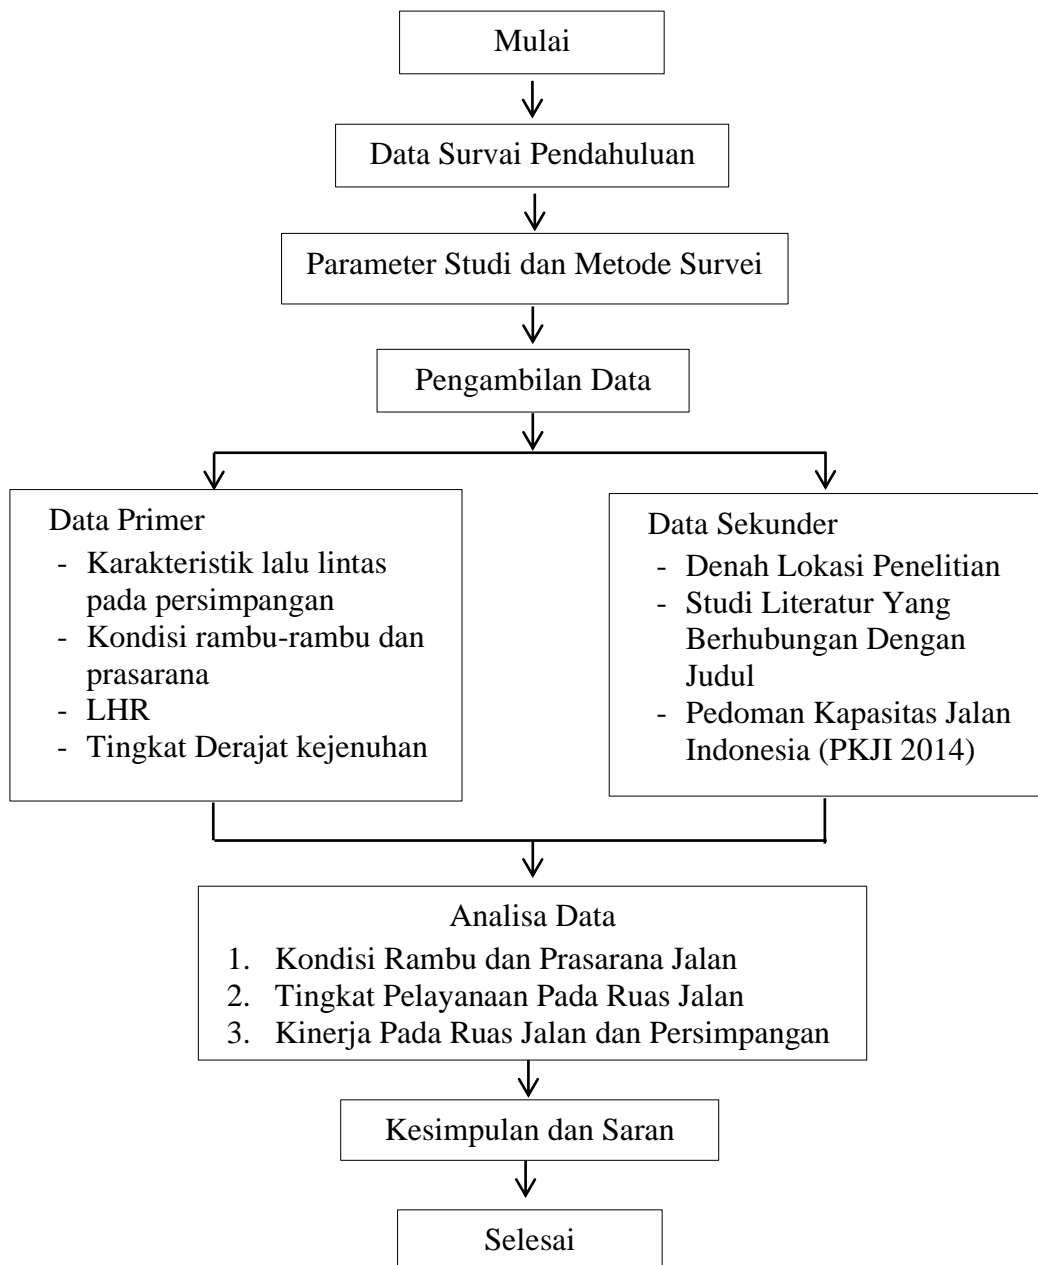 Mulai
Data Survai Pendahuluan
Parameter Studi dan Metode Survei
Pengambilan Data
Data Primer
- Karakteristik lalu lintas
pada persimpangan
- Kondisi rambu-rambu dan
prasarana
- LHR
- Tingkat Derajat kejenuhan
Data Sekunder
- Denah Lokasi Penelitian
- Studi Literatur Yang
Berhubungan Dengan
Judul
- Pedoman Kapasitas Jalan
Indonesia (PKJI 2014)
Analisa Data
1. Kondisi Rambu dan Prasarana Jalan
2. Tingkat Pelayanaan Pada Ruas Jalan
3. Kinerja Pada Ruas Jalan dan Persimpangan
Kesimpulan dan Saran
Selesai